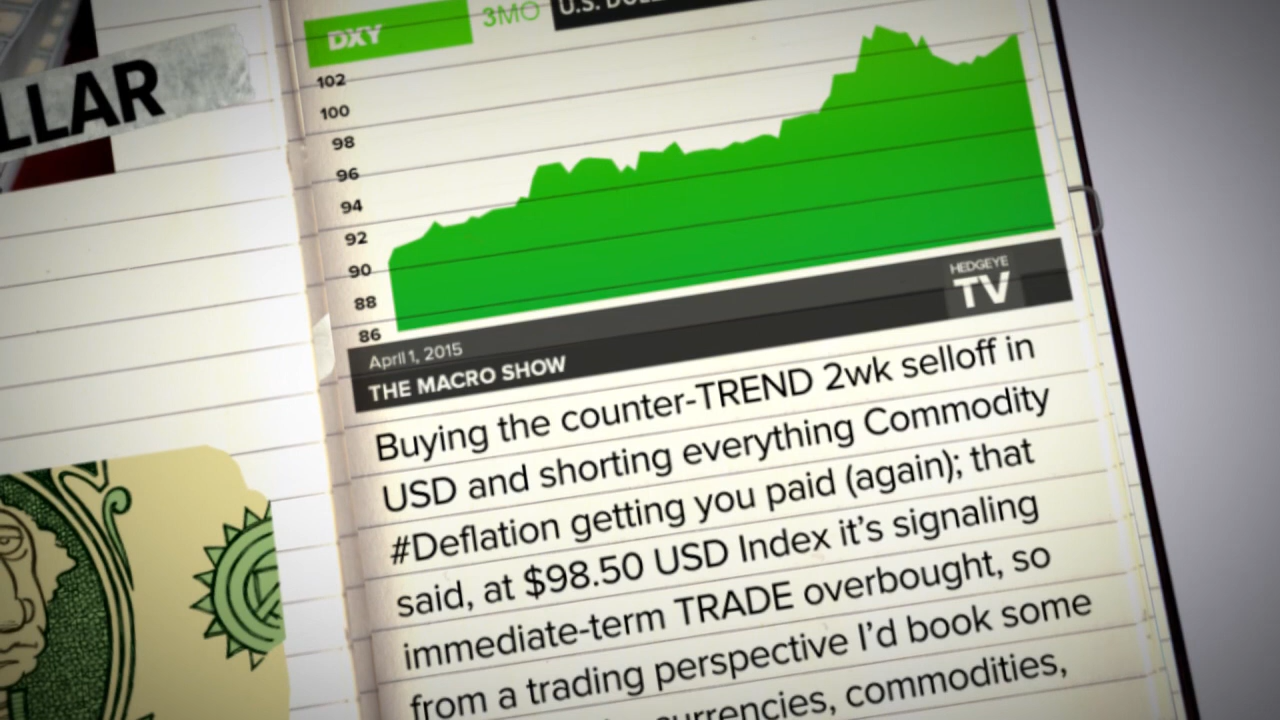 LLAR
DXY
3MO
U.S.
102
100
98
96
94
92
90
88
86
HEDGEYE
TV
April 1, 2015
THE MACRO SHOW
Buying the counter-TREND 2wk selloff in
USD and shorting everything Commodity
#Deflation getting you paid (again); that
said, at $98.50 USD Index it's signaling
immediate-term TRADE overbought, so
from a trading perspective I'd book some
commodities,